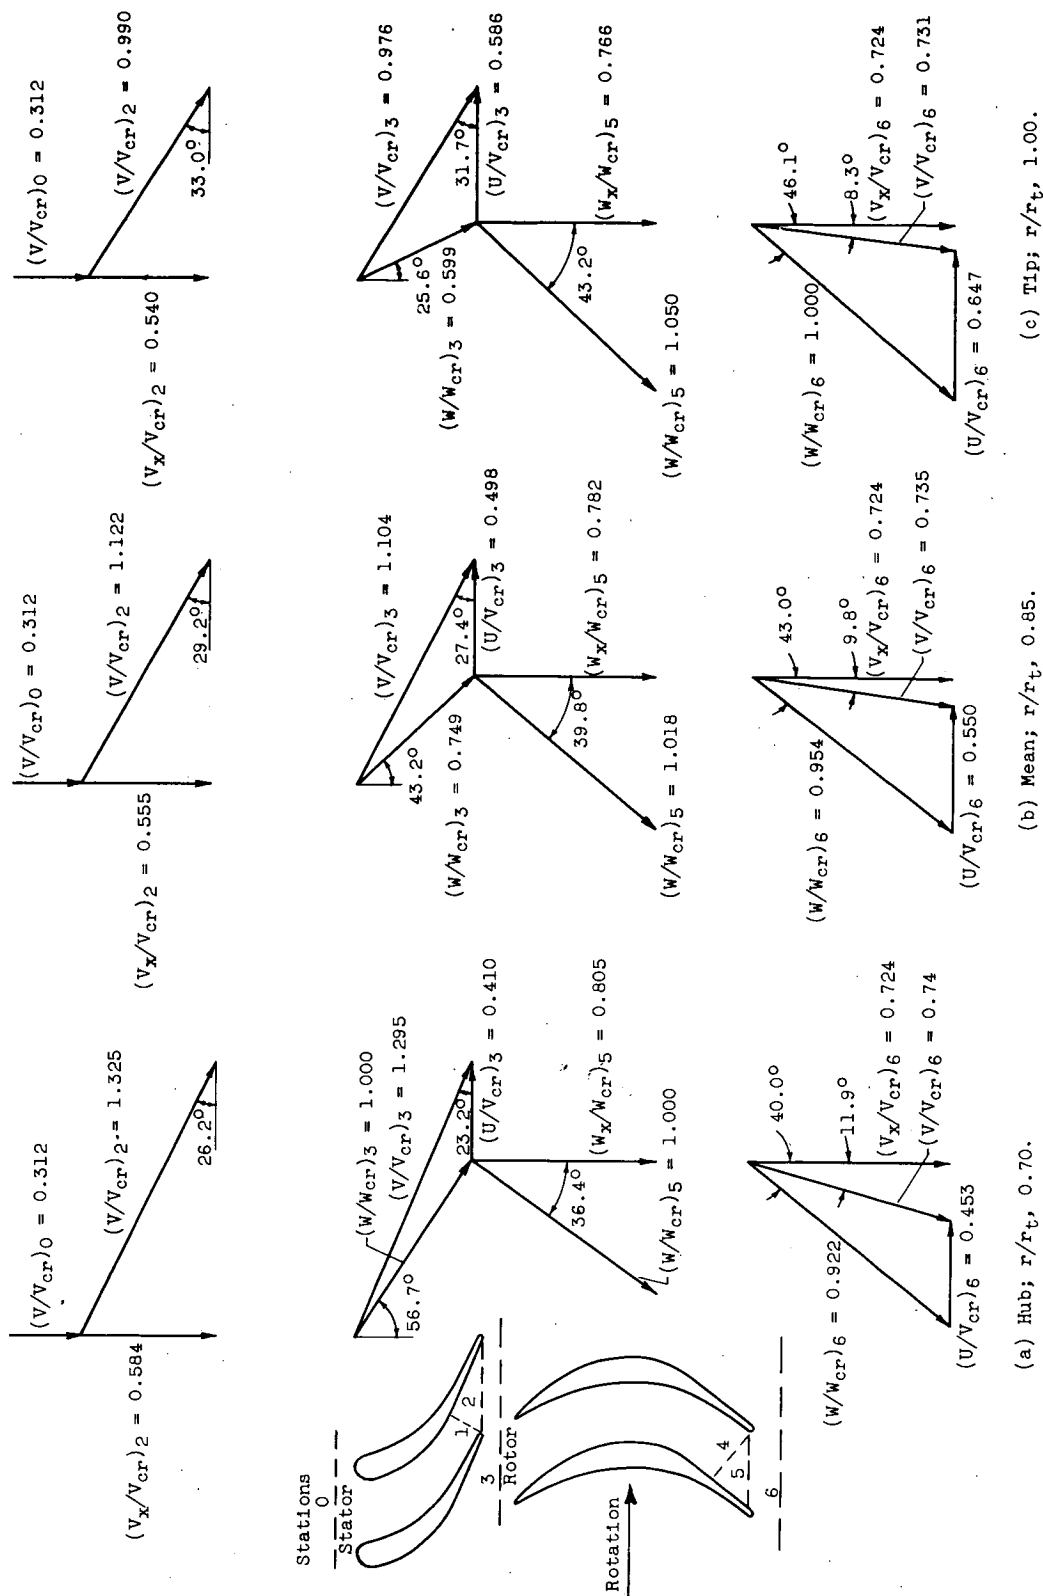 Stations
0
Stator
1
2
3
Rotor
4
5
6
Rotation
(V/Vcr)0 = 0.312
(V/Vcr)2 = 1.325
26.2°
(Vx/Vcr)2 = 0.584
(W/Wcr)3 = 1.000
(V/Vcr)3 = 1.295
56.7°
23.2°
(U/Vcr)3 = 0.410
36.4°
(Wx/Wcr)5 = 0.805
(W/Wcr)5 = 1.000
40.0°
11.9°
(Vx/Vcr)6 = 0.724
(V/Vcr)6 = 0.74
(W/Wcr)6 = 0.922
(U/Vcr)6 = 0.453
(a) Hub; r/rt, 0.70.
(V/Vcr)0 = 0.312
(V/Vcr)2 = 1.122
29.2°
(Vx/Vcr)2 = 0.555
(V/Vcr)3 = 1.104
43.2°
27.4°
(W/Wcr)3 = 0.749
(U/Vcr)3 = 0.498
39.8°
(Wx/Wcr)5 = 0.782
(W/Wcr)5 = 1.018
43.0°
9.8°
(Vx/Vcr)6 = 0.724
(V/Vcr)6 = 0.735
(W/Wcr)6 = 0.954
(U/Vcr)6 = 0.550
(b) Mean; r/rt, 0.85.
(V/Vcr)0 = 0.312
(V/Vcr)2 = 0.990
33.0°
(Vx/Vcr)2 = 0.540
(V/Vcr)3 = 0.976
25.6°
31.7°
(W/Wcr)3 = 0.599
(U/Vcr)3 = 0.586
43.2°
(Wx/Wcr)5 = 0.766
(W/Wcr)5 = 1.050
46.1°
8.3°
(Vx/Vcr)6 = 0.724
(V/Vcr)6 = 0.731
(W/Wcr)6 = 1.000
(U/Vcr)6 = 0.647
(c) Tip; r/rt, 1.00.